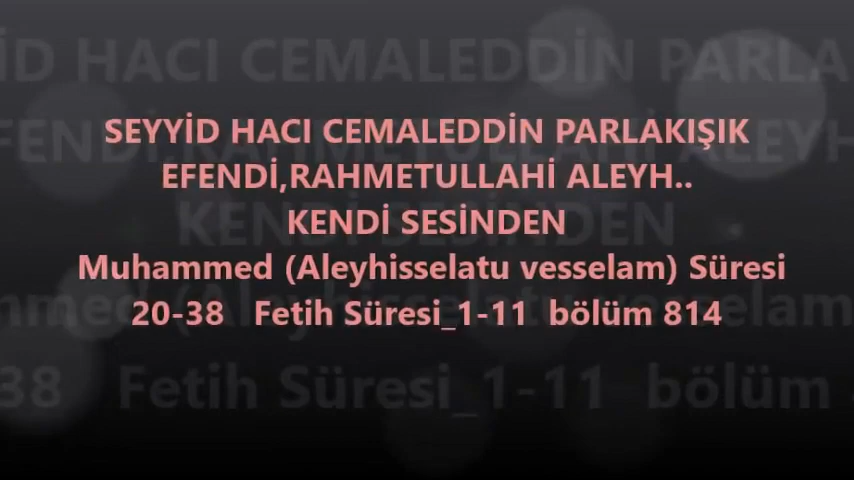 SEYYİD HACI CEMALEDDİN PARLAKIŞIK
EFENDİ,RAHMETULLAHİ ALEYH..
KENDİ SESİNDEN
Muhammed (Aleyhisselatu vesselam) Süresi
20-38 Fetih Süresi_1-11 bölüm 814